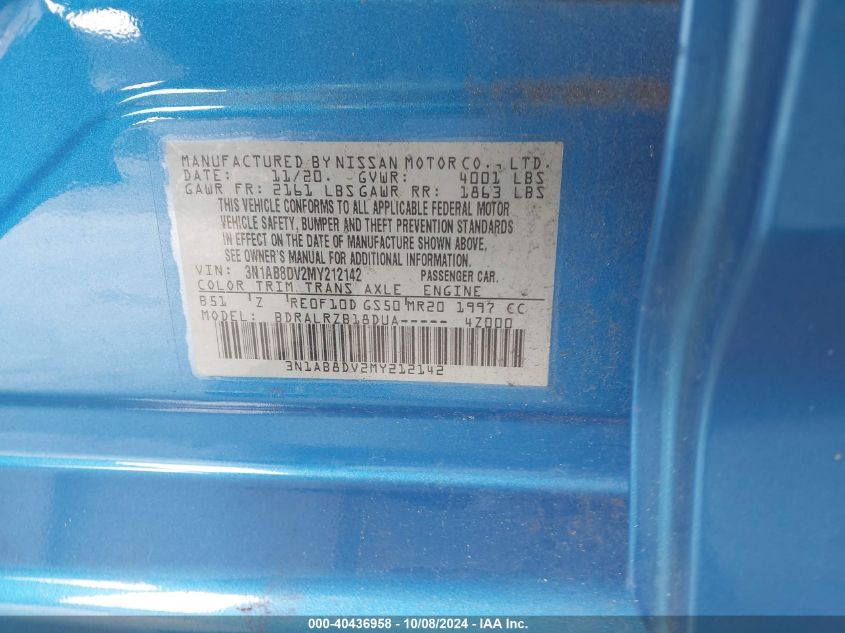 MANUFACTURED BY NISSAN MOTOR CO., LTD.
DATE: 11/20. GVWR: 4001 LBS
GAWR FR: 2161 LBS GAWR RR: 1863 LBS
THIS VEHICLE CONFORMS TO ALL APPLICABLE FEDERAL MOTOR
VEHICLE SAFETY, BUMPER AND THEFT PREVENTION STANDARDS
IN EFFECT ON THE DATE OF MANUFACTURE SHOWN ABOVE.
SEE OWNER'S MANUAL FOR ADDITIONAL INFORMATION.
VIN: 3N1AB8DV2MY212142 PASSENGER CAR.
COLOR TRIM TRANS AXLE ENGINE
B51 'Z RE0F10D GS50 MR20 1997 CC
MODEL: BDRALRZB18DUA----- 4Z000
3N1AB8DV2MY212142
000-40436958 - 10/08/2024 - IAA Inc.